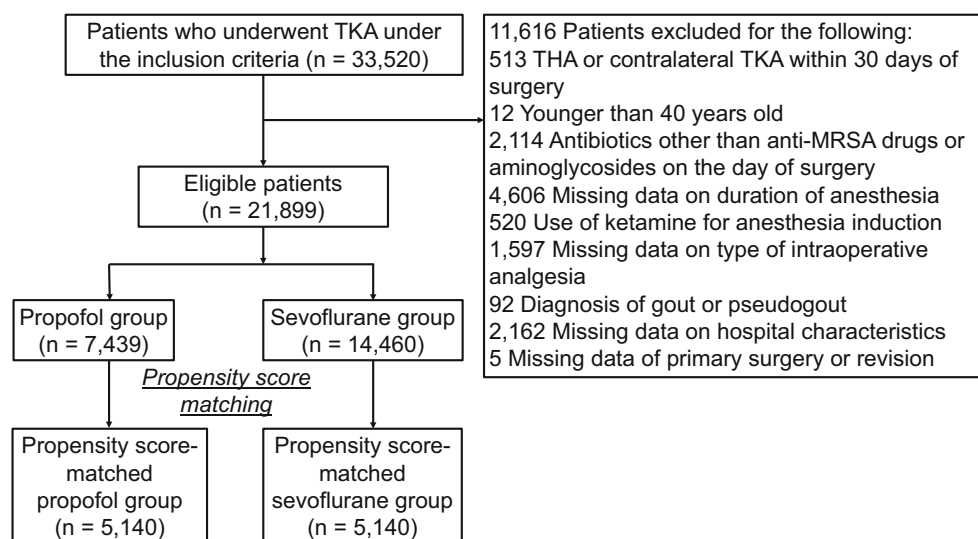 Patients who underwent TKA under
the inclusion criteria (n = 33,520)
11,616 Patients excluded for the following:
513 THA or contralateral TKA within 30 days of
surgery
12 Younger than 40 years old
2,114 Antibiotics other than anti-MRSA drugs or
aminoglycosides on the day of surgery
4,606 Missing data on duration of anesthesia
520 Use of ketamine for anesthesia induction
1,597 Missing data on type of intraoperative
analgesia
92 Diagnosis of gout or pseudogout
2,162 Missing data on hospital characteristics
5 Missing data of primary surgery or revision
Eligible patients
(n = 21,899)
Propofol group
(n = 7,439)
Sevoflurane group
(n = 14,460)
Propensity score
matching
Propensity score-
matched
propofol group
(n = 5,140)
Propensity score-
matched
sevoflurane group
(n = 5,140)